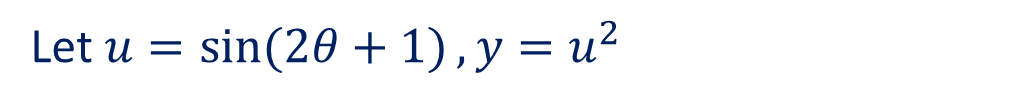 Let 𝑢 = sin(2𝜃 + 1) , 𝑦 = 𝑢²